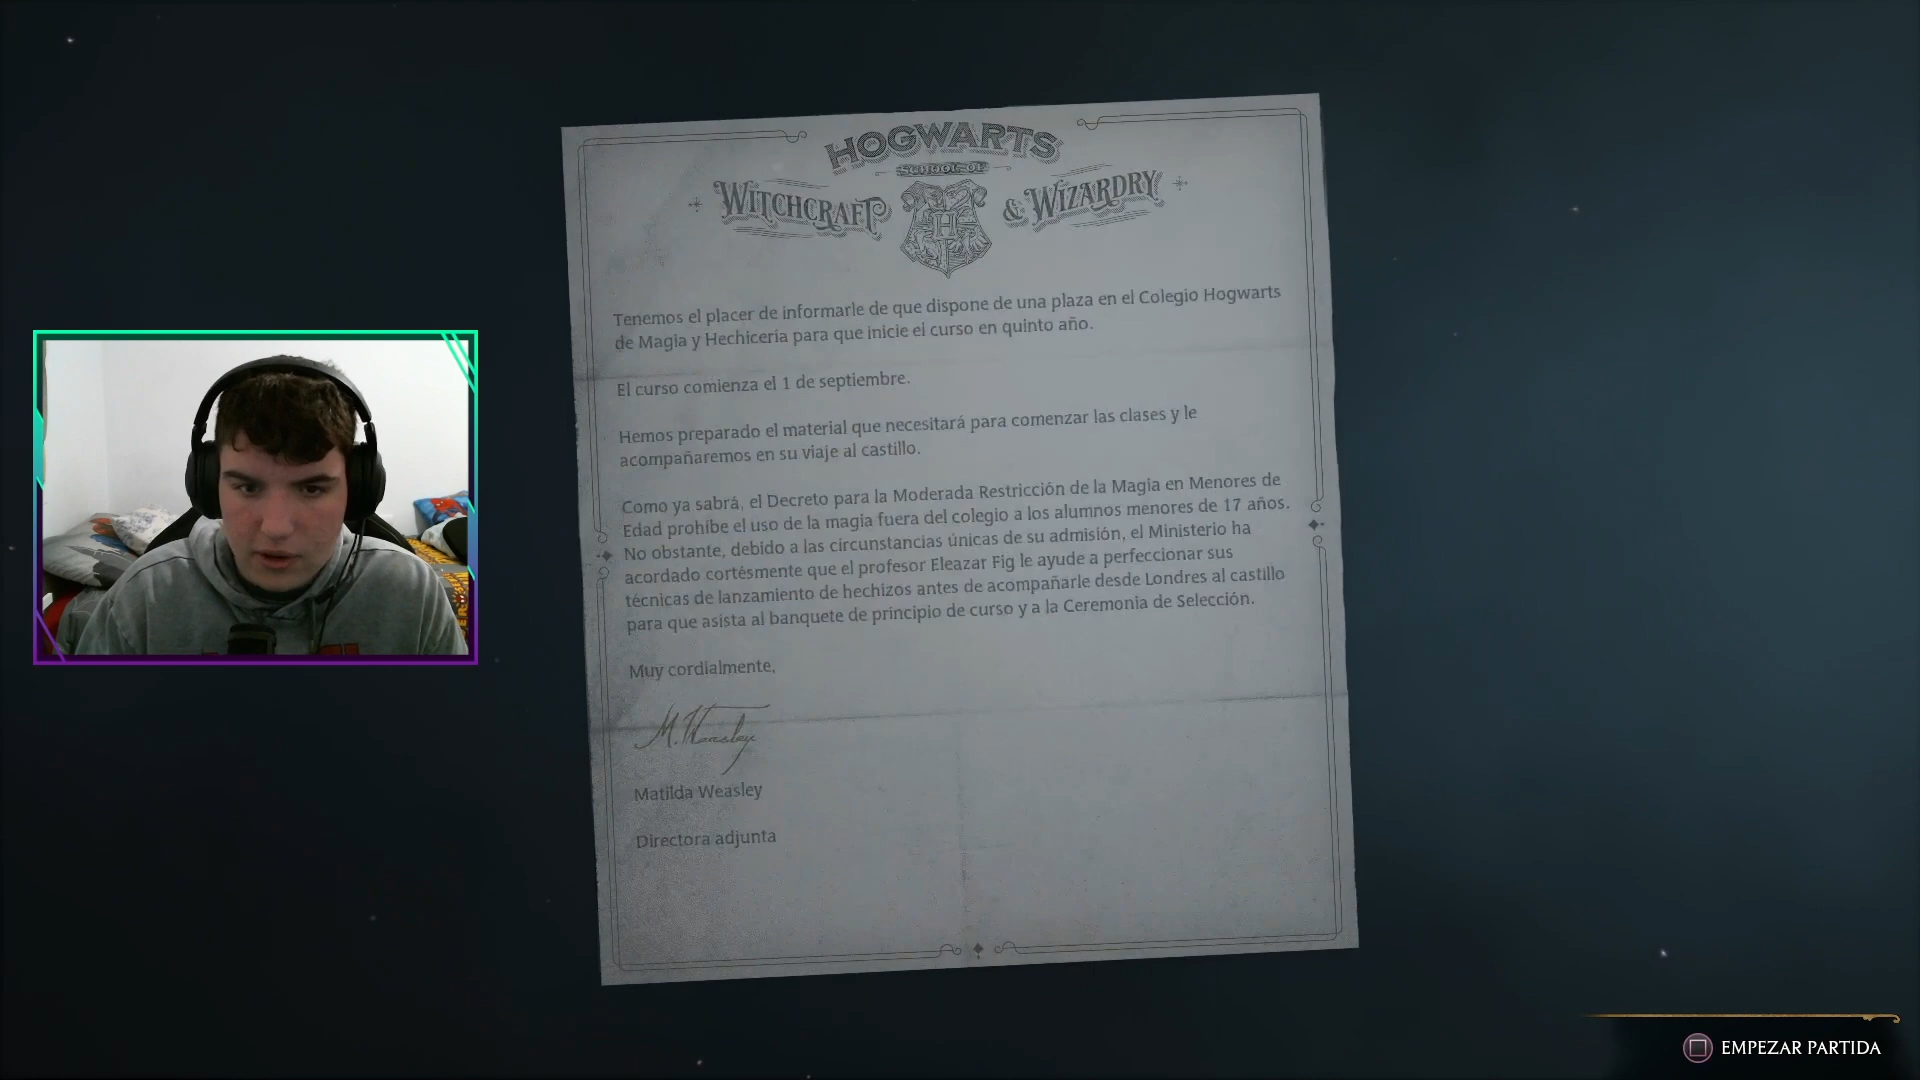 HOGWARTS
SCHOOL OF
WITCHCRAFT & WIZARDRY
H
Tenemos el placer de informarle de que dispone de una plaza en el Colegio Hogwarts
de Magia y Hechicería para que inicie el curso en quinto año.
El curso comienza el 1 de septiembre.
Hemos preparado el material que necesitará para comenzar las clases y le
acompañaremos en su viaje al castillo.
Como ya sabrá, el Decreto para la Moderada Restricción de la Magia en Menores de
Edad prohíbe el uso de la magia fuera del colegio a los alumnos menores de 17 años.
No obstante, debido a las circunstancias únicas de su admisión, el Ministerio ha
acordado cortésmente que el profesor Eleazar Fig le ayude a perfeccionar sus
técnicas de lanzamiento de hechizos antes de acompañarle desde Londres al castillo
para que asista al banquete de principio de curso y a la Ceremonia de Selección.
Muy cordialmente,
M. Weasley
Matilda Weasley
Directora adjunta
EMPEZAR PARTIDA